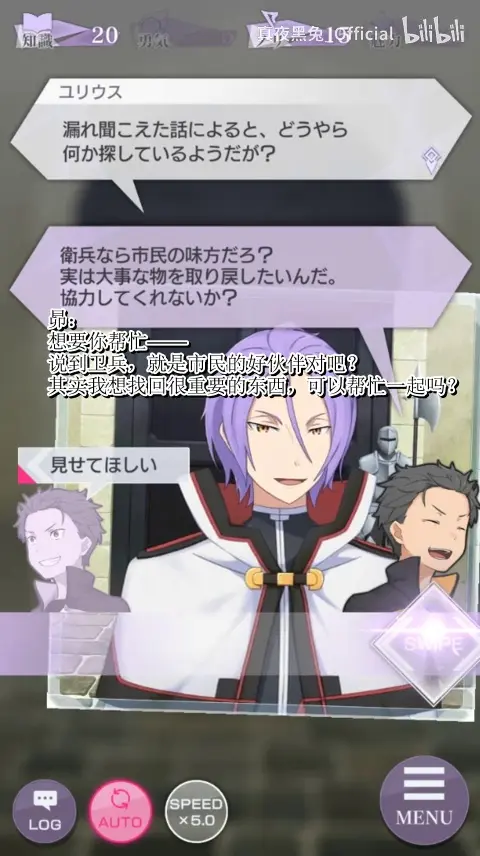 知識 20
勇気
15
真夜黑兔_Official bilibili
ユリウス
漏れ聞こえた話によると、どうやら
何か探しているようだが？
衛兵なら市民の味方だろ？
実は大事な物を取り戻したいんだ。
協力してくれないか？
昴：
想要你帮忙——
说到卫兵，就是市民的好伙伴对吧？
其实我想找回很重要的东西，可以帮忙一起吗？
見せてほしい
SWIPE
LOG
AUTO
SPEED
×5.0
MENU